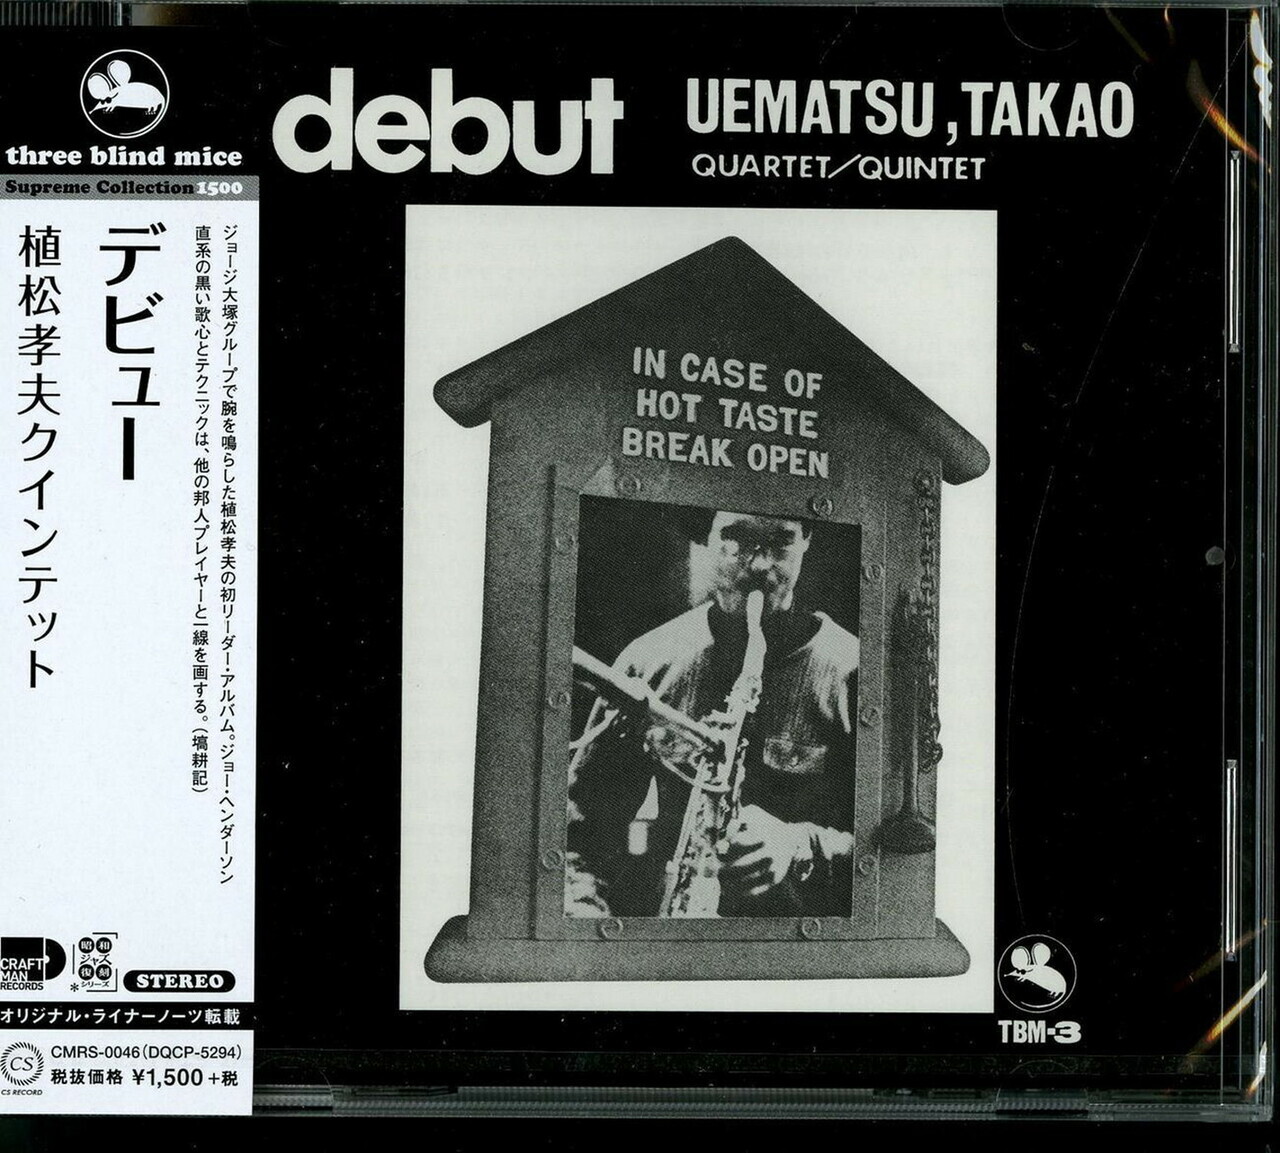 three blind mice
Supreme Collection 1500
デビュー
植松孝夫クインテット
ジョージ大塚グループで腕を鳴らした植松孝夫の初リーダー・アルバム。ジョー・ヘンダーソン
直系の黒い歌心とテクニックは、他の邦人プレイヤーと一線を画する。(塙耕記)
CRAFT
MAN
RECORDS
昭和
ジャズ
復刻
*シリーズ
STEREO
オリジナル・ライナーノーツ転載
CS
CS RECORD
CMRS-0046(DQCP-5294)
税抜価格 ¥1,500+税
debut
UEMATSU,TAKAO
QUARTET/QUINTET
IN CASE OF
HOT TASTE
BREAK OPEN
TBM-3